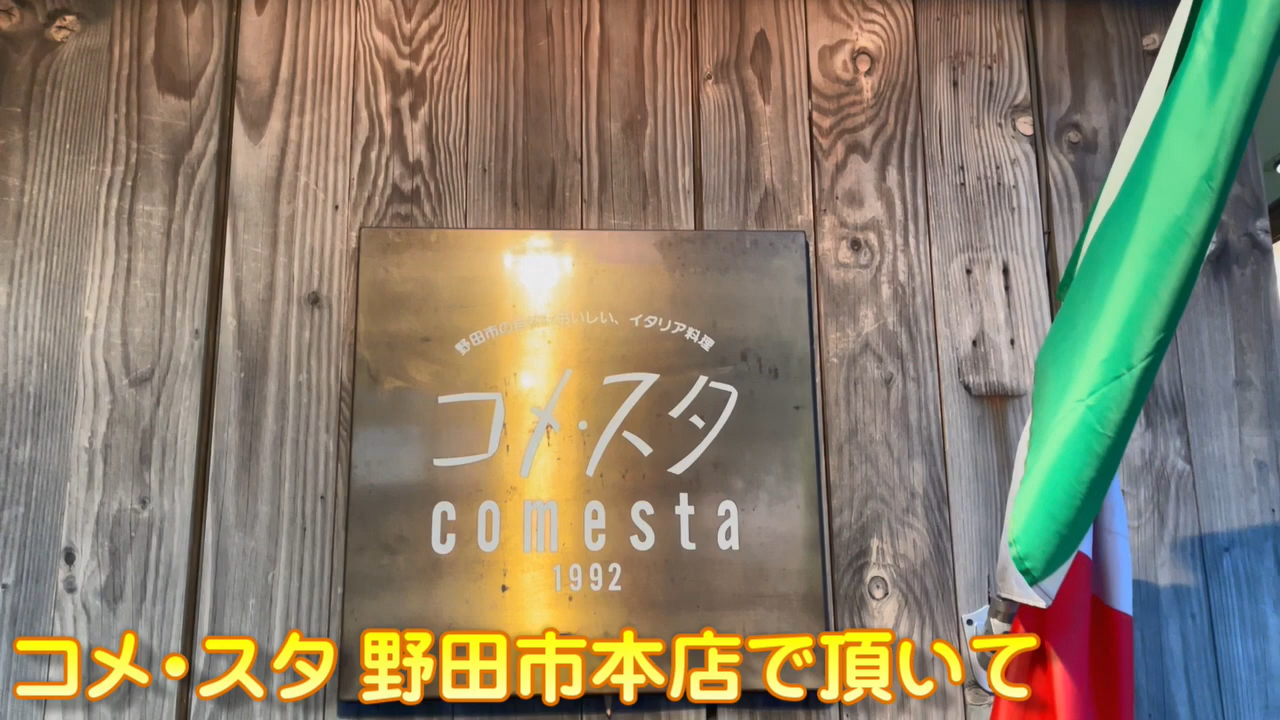 野田市の おいしい、イタリア料理
コメ・スタ
comesta
1992
コメ・スタ 野田市本店で頂いて